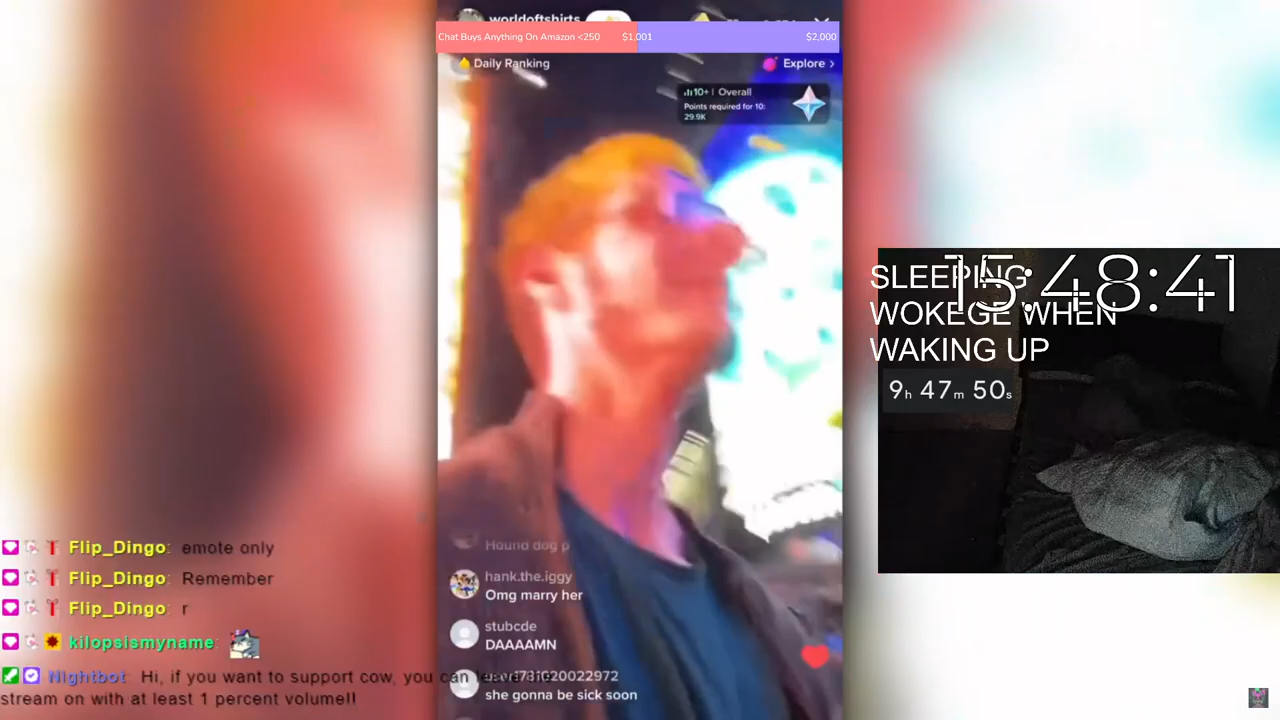 worldoftshirts
Chat Buys Anything On Amazon <250 $1,001 $2,000
Daily Ranking
Explore >
10+ | Overall
Points required for 10:
29.9K
15:48:41
SLEEPING
WOKEGE WHEN
WAKING UP
9h 47m 50s
Flip_Dingo: emote only
Flip_Dingo: Remember
Flip_Dingo: r
kilopsismyname:
Nightbot: Hi, if you want to support cow, you can leave the
stream on with at least 1 percent volume!!
Hound dog p
hank.the.iggy
Omg marry her
stubcde
DAAAAMN
she gonna be sick soon